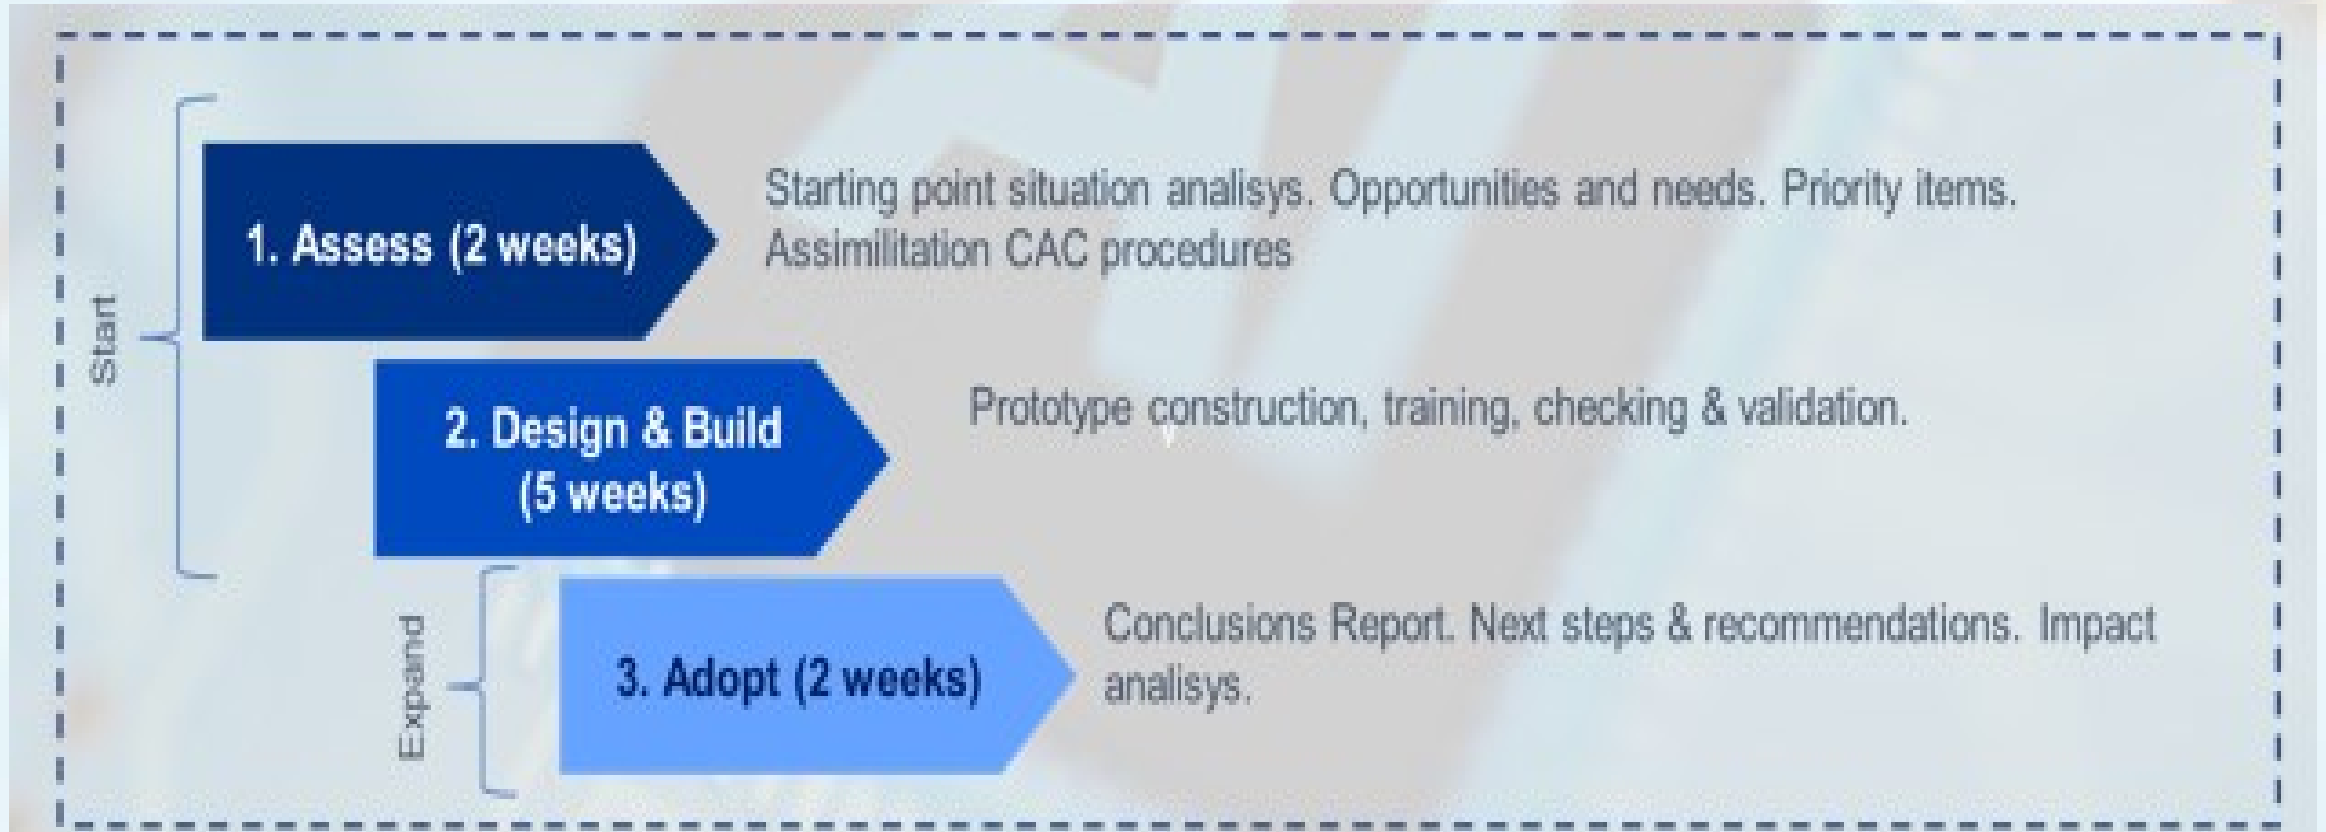 Start
1. Assess (2 weeks)
Starting point situation analisys. Opportunities and needs. Priority items.
Assimilitation CAC procedures
2. Design & Build
(5 weeks)
Prototype construction, training, checking & validation.
Expand
3. Adopt (2 weeks)
Conclusions Report. Next steps & recommendations. Impact
analisys.